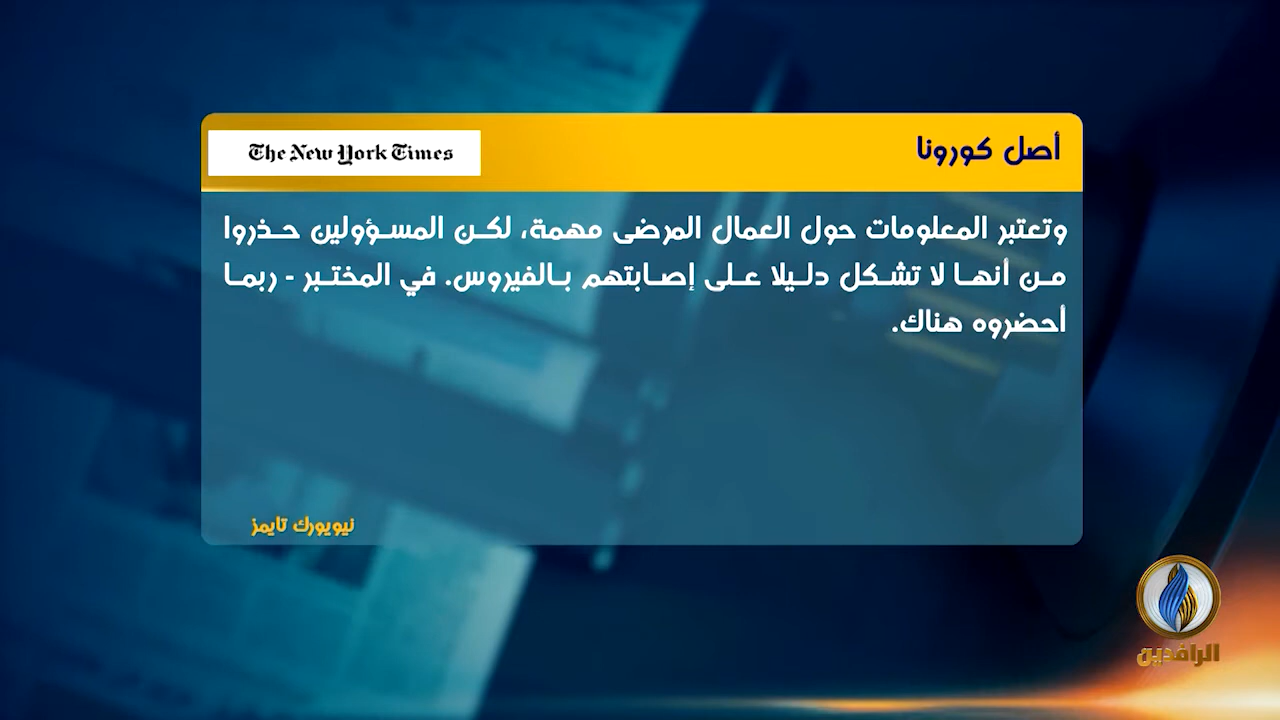 أصل كورونا
The New York Times
وتعتبر المعلومات حول العمال المرضى مهمة، لكن المسؤولين حذروا
من أنها لا تشكل دليلا على إصابتهم بالفيروس. في المختبر - ربما
أحضروه هناك.
نيويورك تايمز
الرافدين